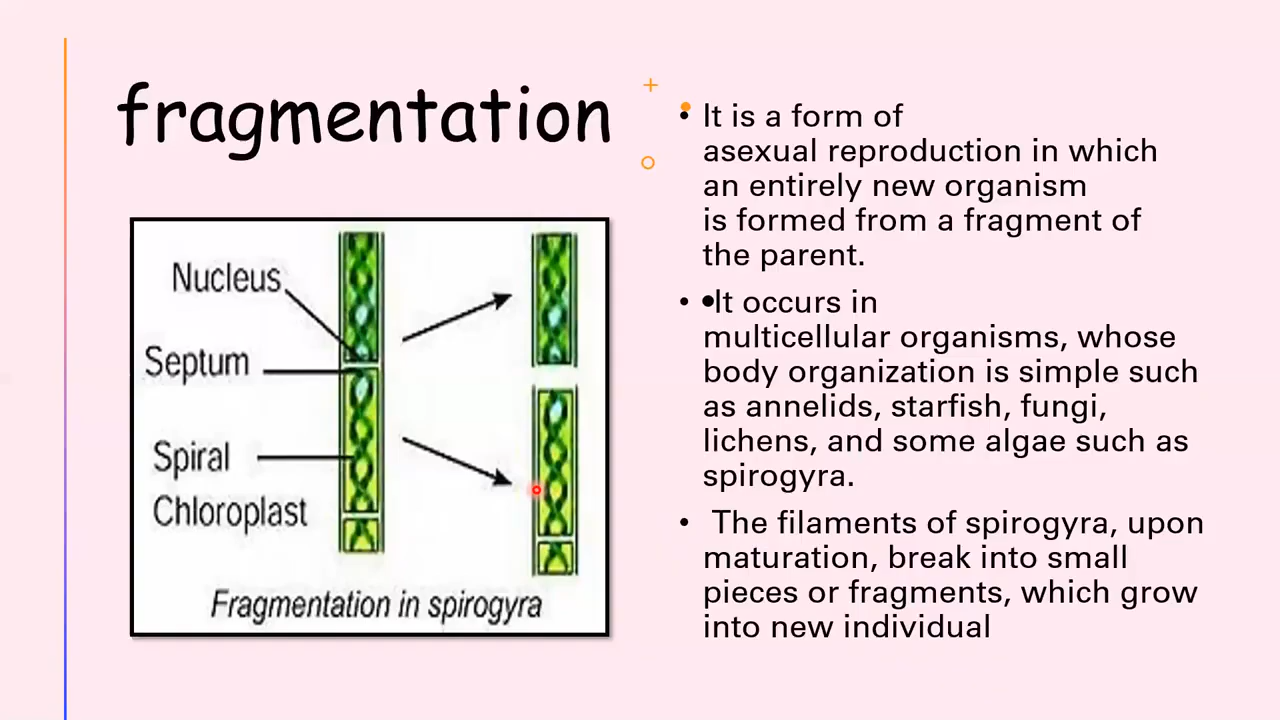 fragmentation
Nucleus
Septum
Spiral
Chloroplast
Fragmentation in spirogyra
• It is a form of
asexual reproduction in which
an entirely new organism
is formed from a fragment of
the parent.
• •It occurs in
multicellular organisms, whose
body organization is simple such
as annelids, starfish, fungi,
lichens, and some algae such as
spirogyra.
• The filaments of spirogyra, upon
maturation, break into small
pieces or fragments, which grow
into new individual